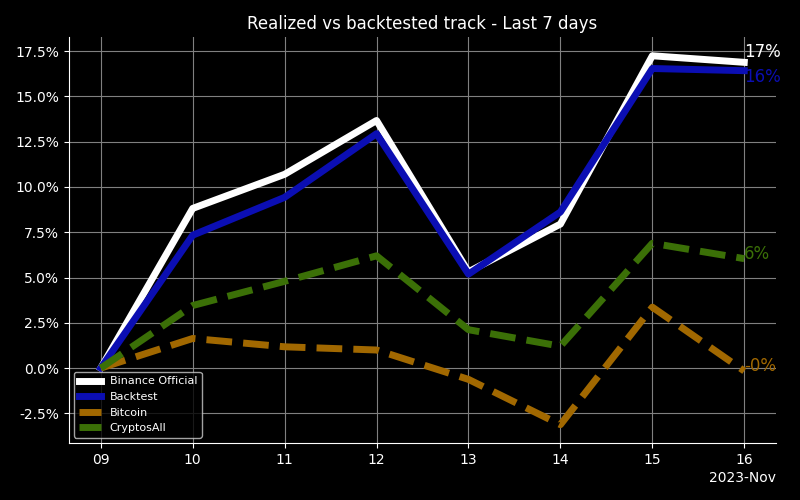 Realized vs backtested track - Last 7 days
17.5%
15.0%
12.5%
10.0%
7.5%
5.0%
2.5%
0.0%
-2.5%
17%
16%
6%
-0%
Binance Official
Backtest
Bitcoin
CryptosAll
09 10 11 12 13 14 15 16
2023-Nov